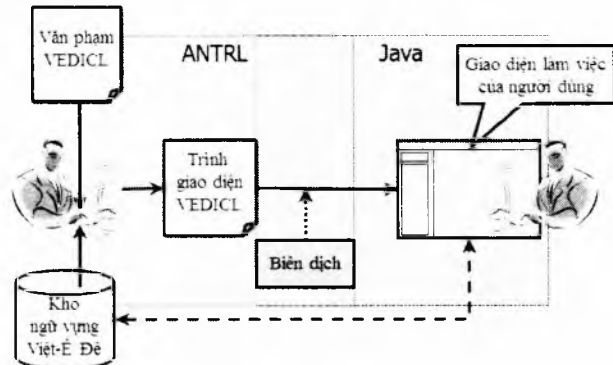 Văn phạm
VEDICL
ANTRL
Java
Giao diện làm việc
của người dùng
Trình
giao diện
VEDICL
Biên dịch
Kho
ngữ vựng
Việt-Ê Đê